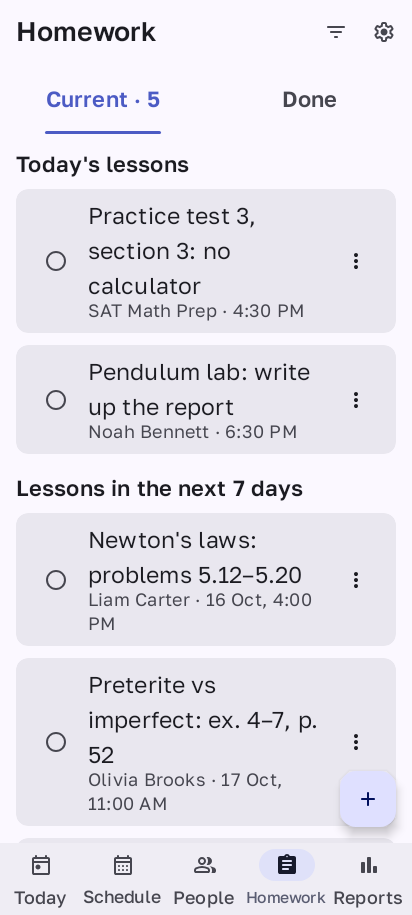 Homework
Current · 5
Done
Today's lessons
Practice test 3,
section 3: no
calculator
SAT Math Prep · 4:30 PM
Pendulum lab: write
up the report
Noah Bennett · 6:30 PM
Lessons in the next 7 days
Newton's laws:
problems 5.12–5.20
Liam Carter · 16 Oct, 4:00
PM
Preterite vs
imperfect: ex. 4–7, p.
52
Olivia Brooks · 17 Oct,
11:00 AM
Today
Schedule
People
Homework
Reports